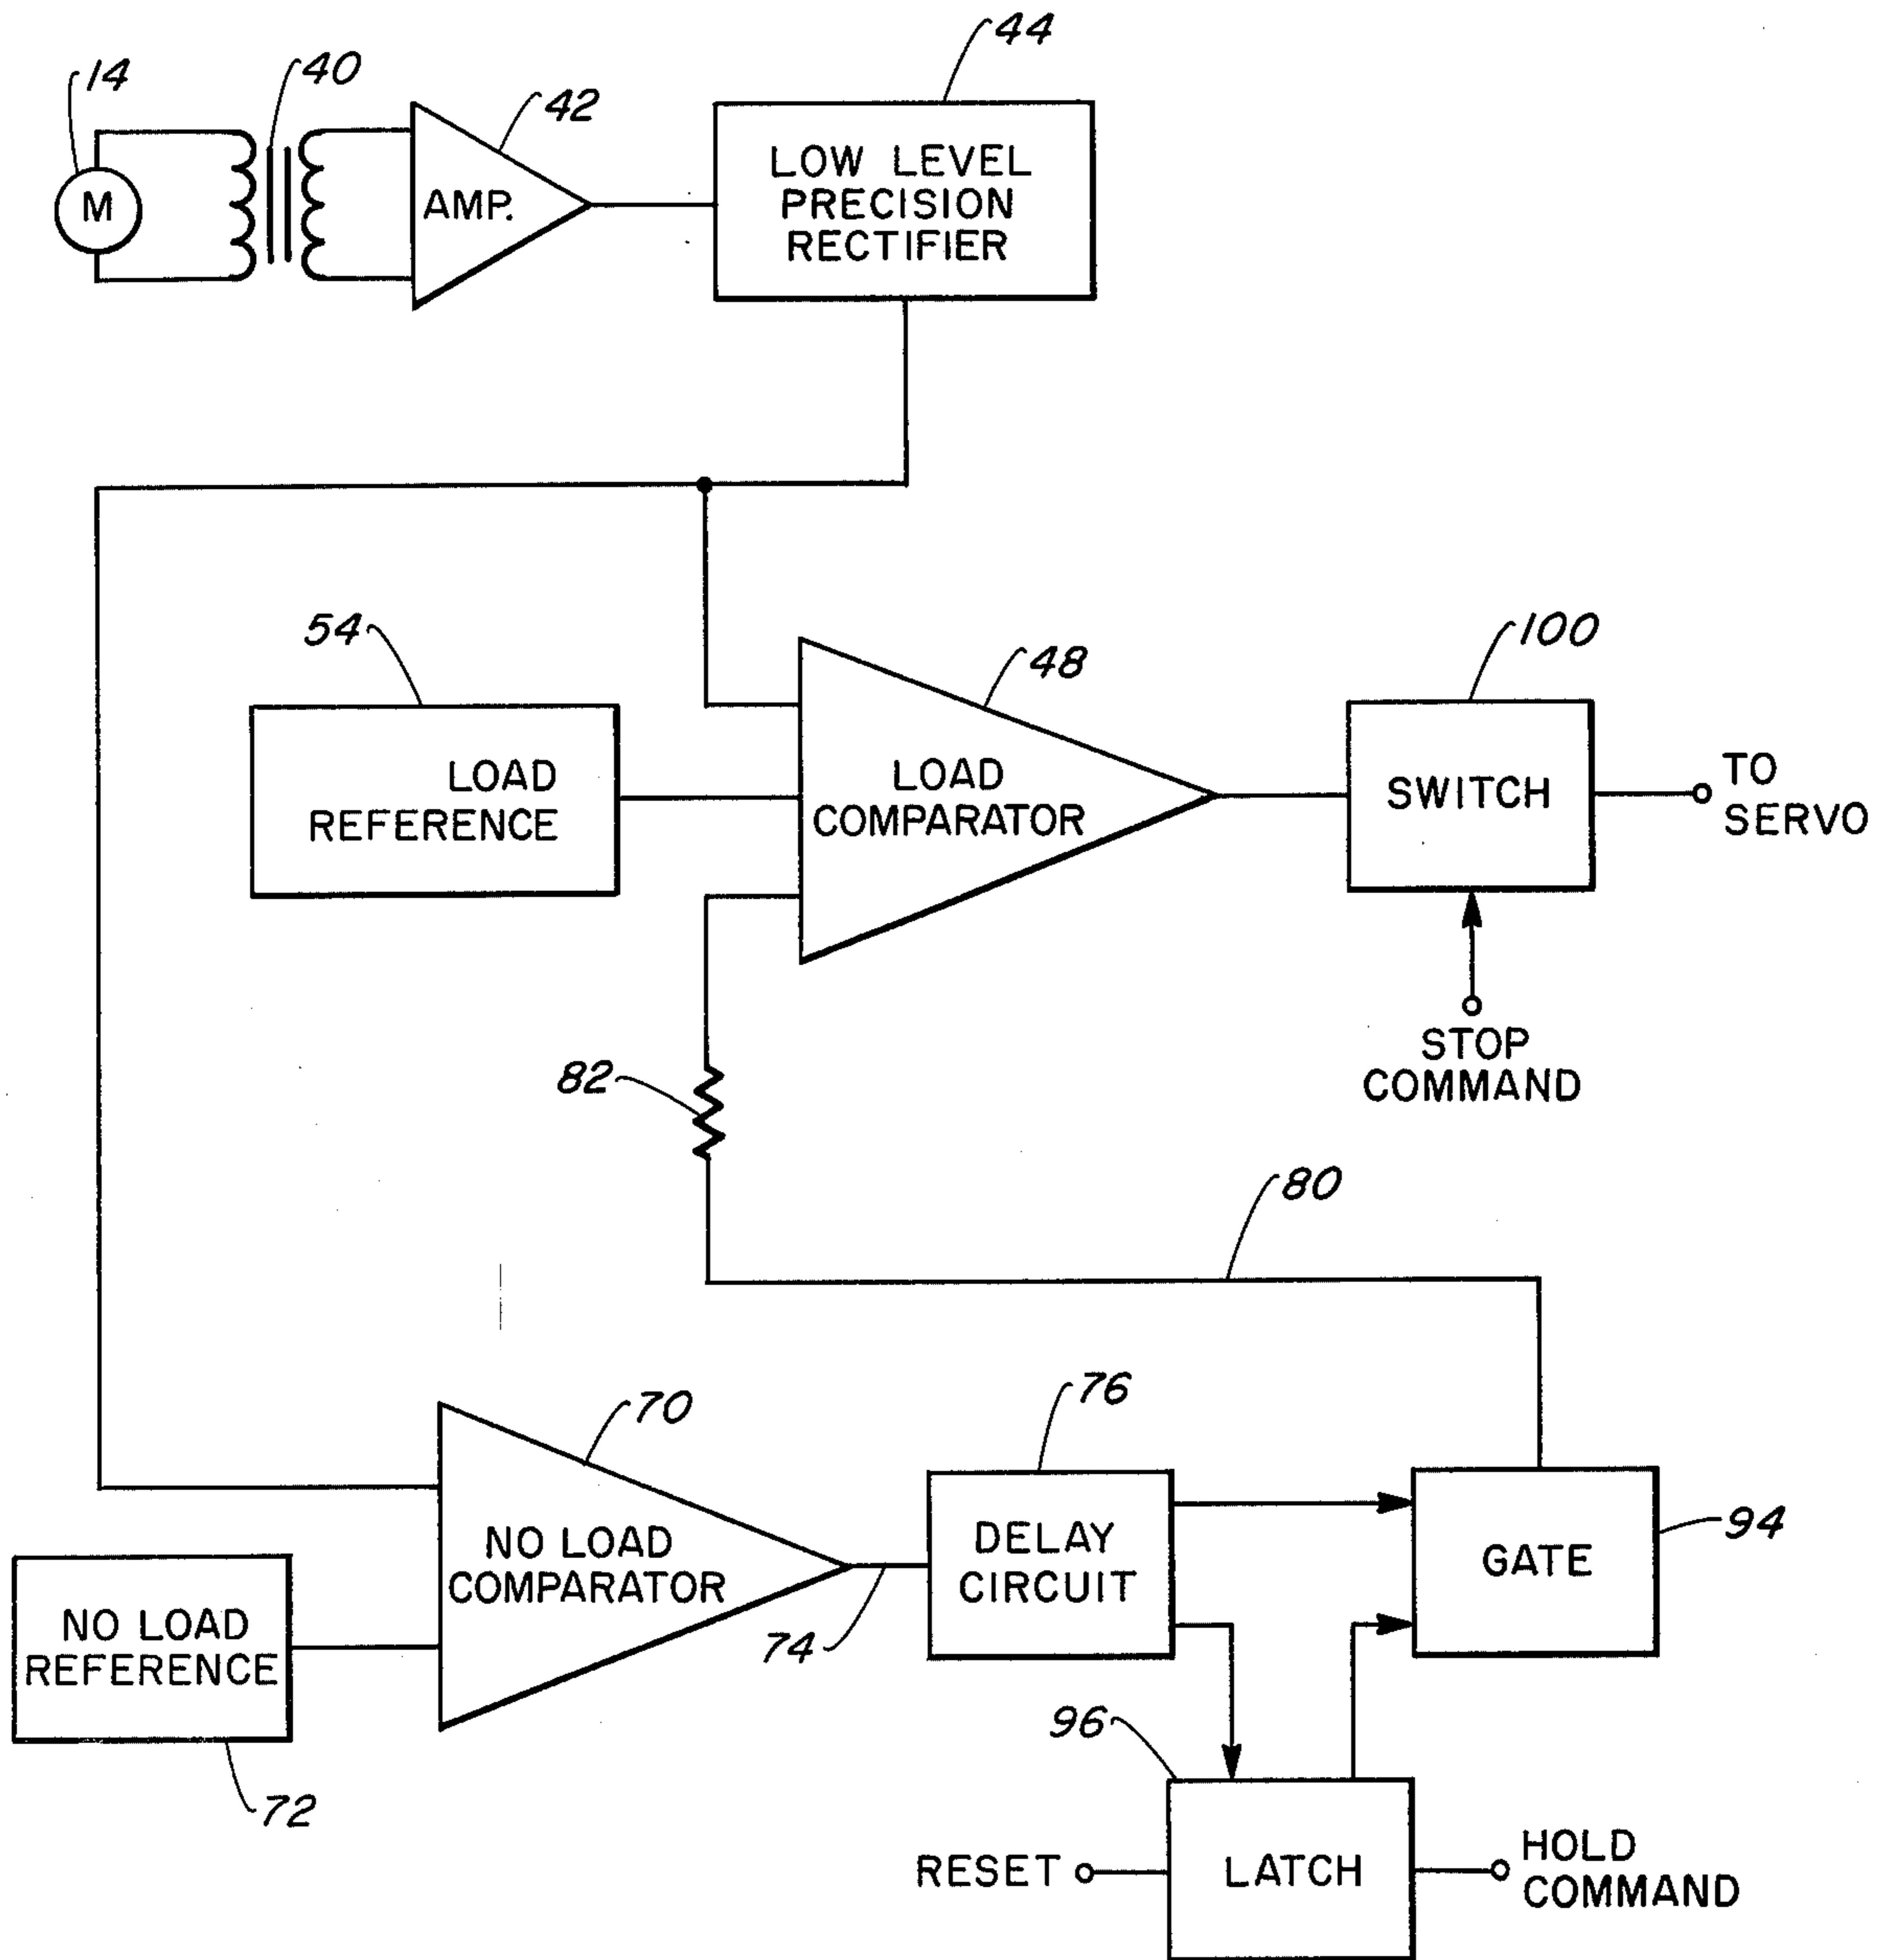 44
14
40
42
M
AMP.
LOW LEVEL
PRECISION
RECTIFIER
54
48
100
LOAD
REFERENCE
LOAD
COMPARATOR
SWITCH
TO
SERVO
STOP
COMMAND
82
80
70
76
94
NO LOAD
COMPARATOR
DELAY
CIRCUIT
GATE
NO LOAD
REFERENCE
74
96
72
RESET
LATCH
HOLD
COMMAND